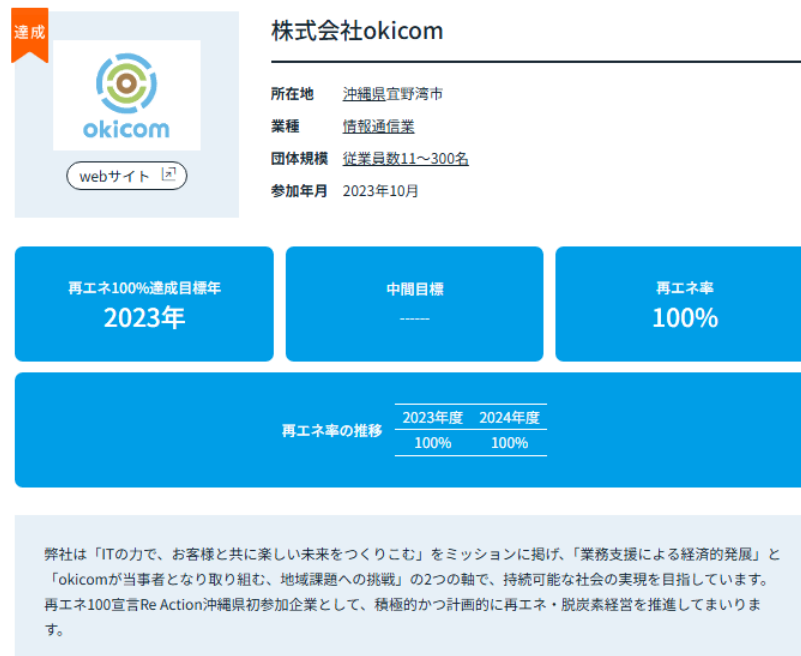 達成
okicom
webサイト
株式会社okicom
所在地 沖縄県宜野湾市
業種 情報通信業
団体規模 従業員数11～300名
参加年月 2023年10月
再エネ100%達成目標年
2023年
中間目標
------
再エネ率
100%
再エネ率の推移
2023年度 2024年度
100% 100%
弊社は「ITの力で、お客様と共に楽しい未来をつくりこむ」をミッションに掲げ、「業務支援による経済的発展」と
「okicomが当事者となり取り組む、地域課題への挑戦」の2つの軸で、持続可能な社会の実現を目指しています。
再エネ100宣言Re Action沖縄県初参加企業として、積極的かつ計画的に再エネ・脱炭素経営を推進してまいりま
す。